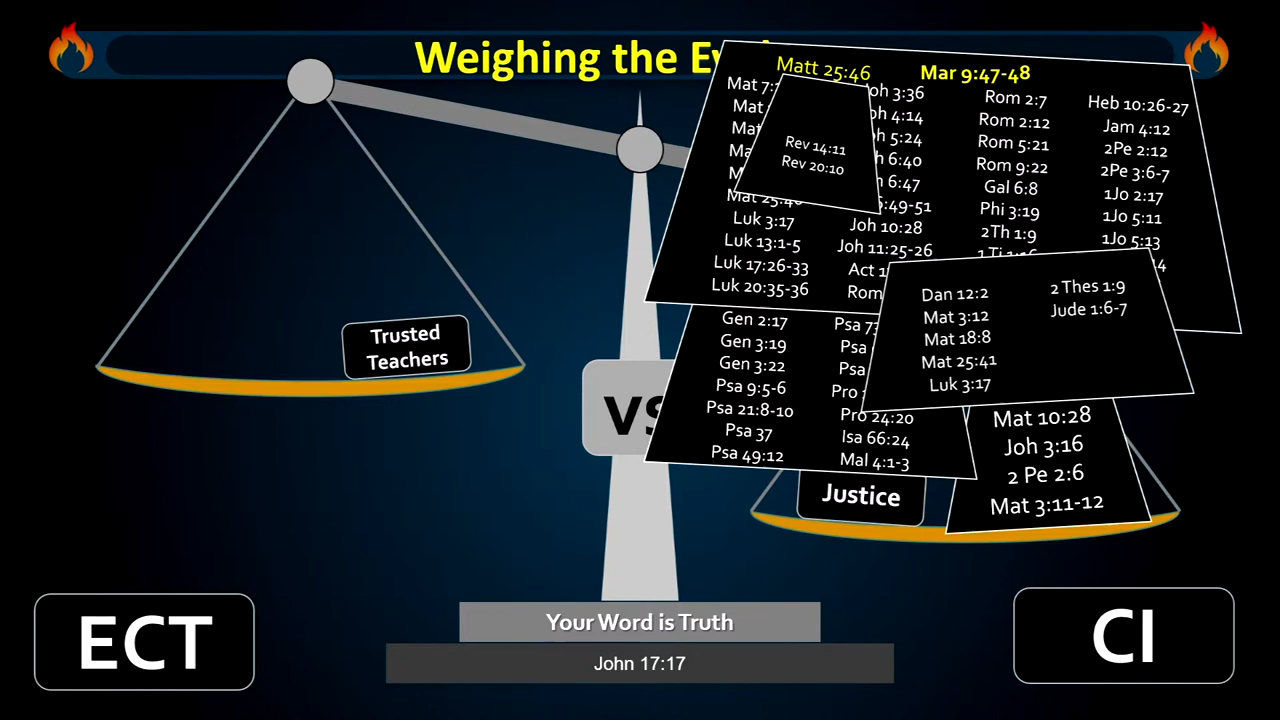 Weighing the
Matt 25:46
Mar 9:47-48
Rev 14:11
Rev 20:10
Mat
Mat
Luk 3:17
Luk 13:1-5
Luk 17:26-33
Luk 20:35-36
Joh 3:36
4:14
5:24
6:40
6:47
:49-51
Joh 10:28
Joh 11:25-26
Act
Rom
Rom 2:7
Rom 2:12
Rom 5:21
Rom 9:22
Gal 6:8
Phi 3:19
2Th 1:9
Heb 10:26-27
Jam 4:12
2Pe 2:12
2Pe 3:6-7
1Jo 2:17
1Jo 5:11
1Jo 5:13
Dan 12:2
Mat 3:12
Mat 18:8
Mat 25:41
Luk 3:17
2 Thes 1:9
Jude 1:6-7
Gen 2:17
Gen 3:19
Gen 3:22
Psa 9:5-6
Psa 21:8-10
Psa 37
Psa 49:12
Psa
Psa
Psa
Pro
Pro 24:20
Isa 66:24
Mal 4:1-3
Mat 10:28
Joh 3:16
2 Pe 2:6
Mat 3:11-12
Trusted
Teachers
VS
Justice
ECT
CI
Your Word is Truth
John 17:17